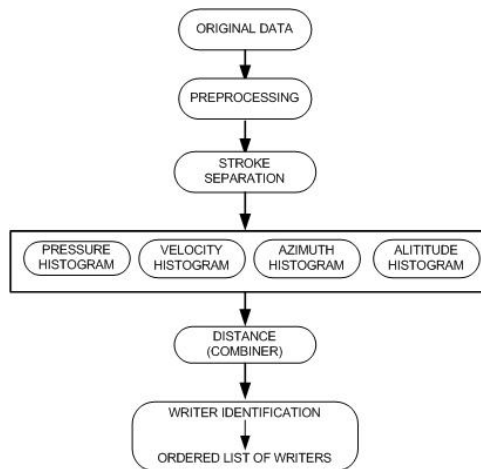 ORIGINAL DATA
PREPROCESSING
STROKE
SEPARATION
PRESSURE
HISTOGRAM
VELOCITY
HISTOGRAM
AZIMUTH
HISTOGRAM
ALITITUDE
HISTOGRAM
DISTANCE
(COMBINER)
WRITER IDENTIFICATION
ORDERED LIST OF WRITERS